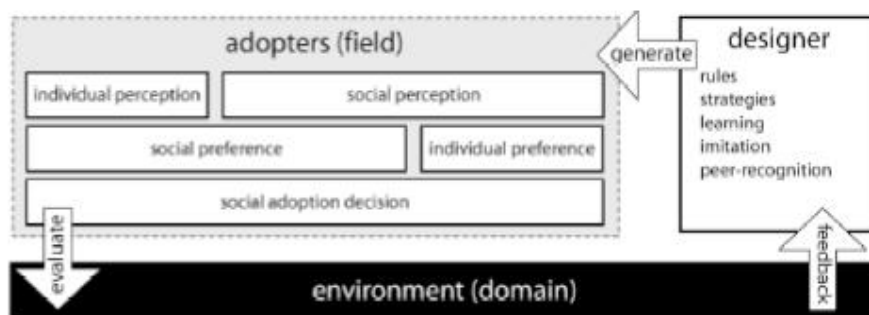 adopters (field)
individual perception
social perception
social preference
individual preference
social adoption decision
evaluate
generate
designer
rules
strategies
learning
imitation
peer-recognition
feedback
environment (domain)